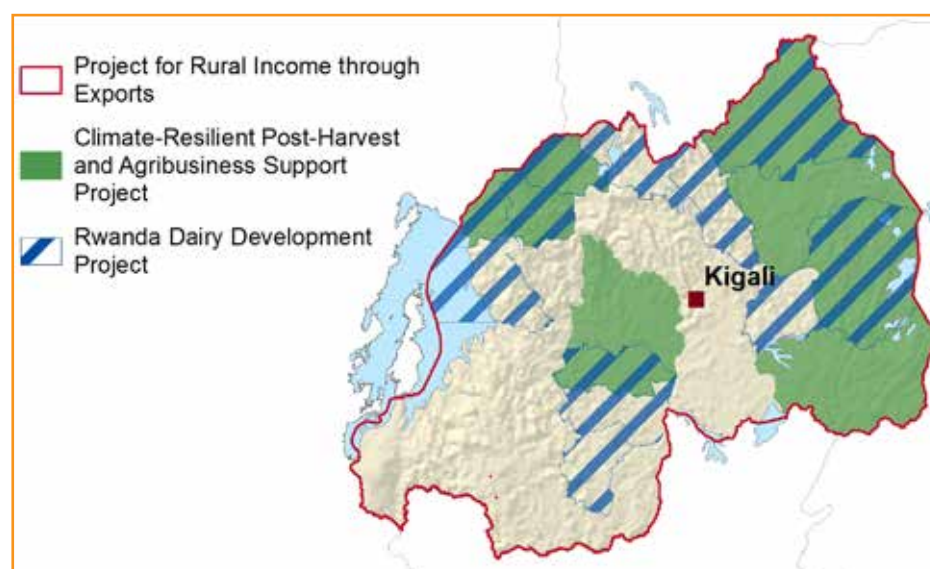 Project for Rural Income through
Exports
Climate-Resilient Post-Harvest
and Agribusiness Support
Project
Rwanda Dairy Development
Project
Kigali